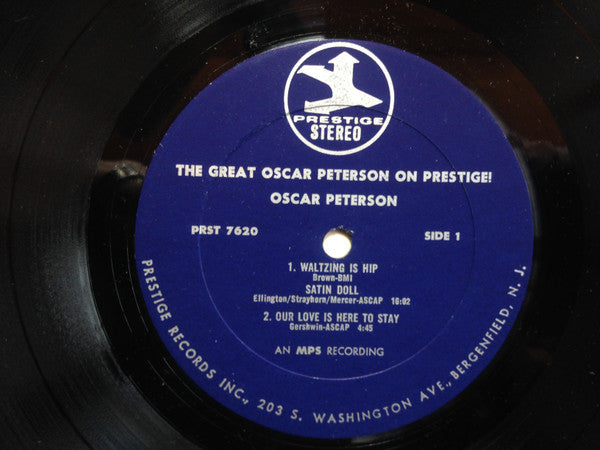 PRESTIGE
STEREO
THE GREAT OSCAR PETERSON ON PRESTIGE!
OSCAR PETERSON
PRST 7620 SIDE 1
1. WALTZING IS HIP
Brown-BMI
SATIN DOLL
Ellington/Strayhorn/Mercer-ASCAP 16:02
2. OUR LOVE IS HERE TO STAY
Gershwin-ASCAP 4:45
AN MPS RECORDING
PRESTIGE RECORDS INC., 203 S. WASHINGTON AVE., BERGENFIELD, N. J.